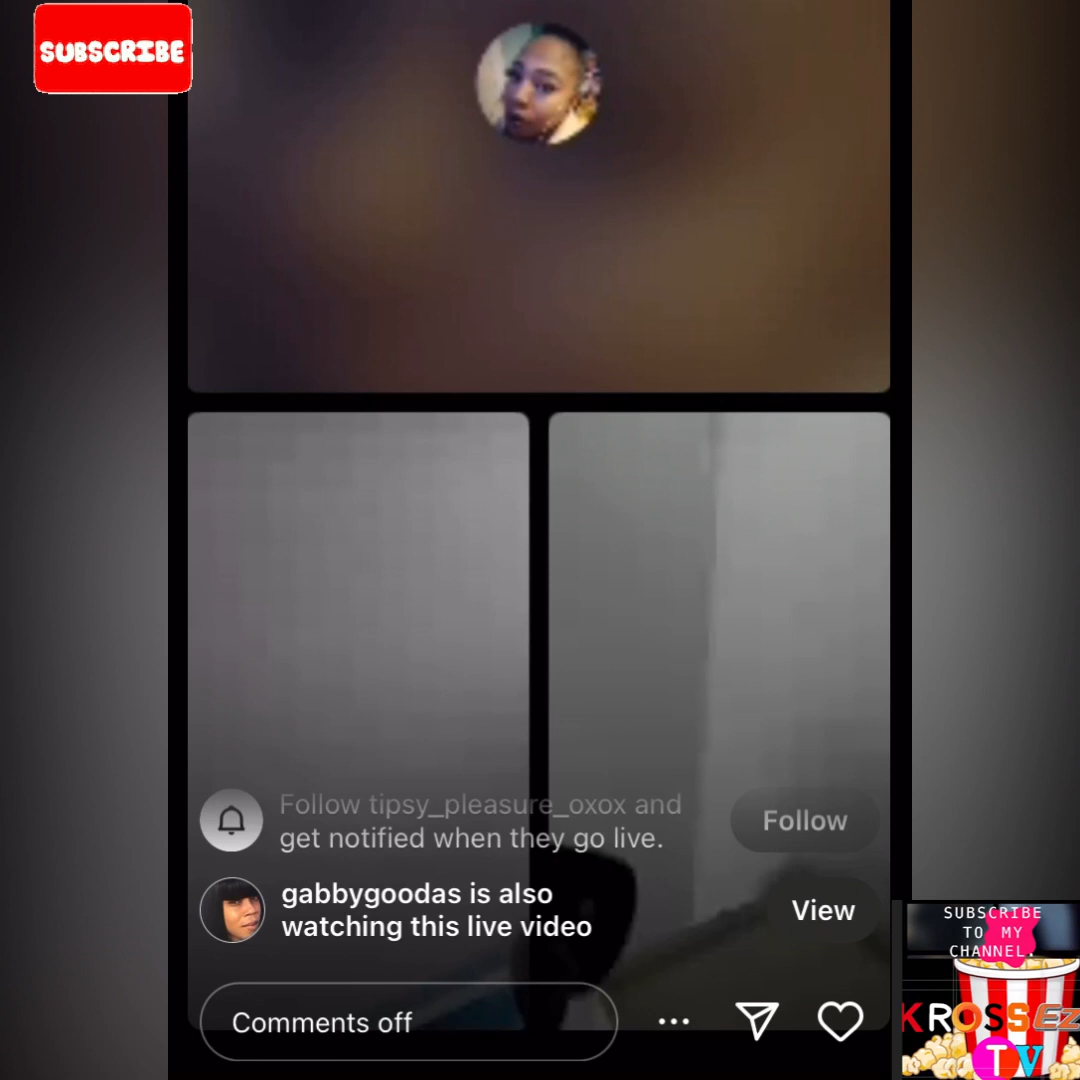 SUBSCRIBE
Follow tipsy_pleasure_oxox and
get notified when they go live.
Follow
gabbygoodas is also
watching this live video
View
Comments off
SUBSCRIBE
TO MY
CHANNEL.
KROSSEz
TV